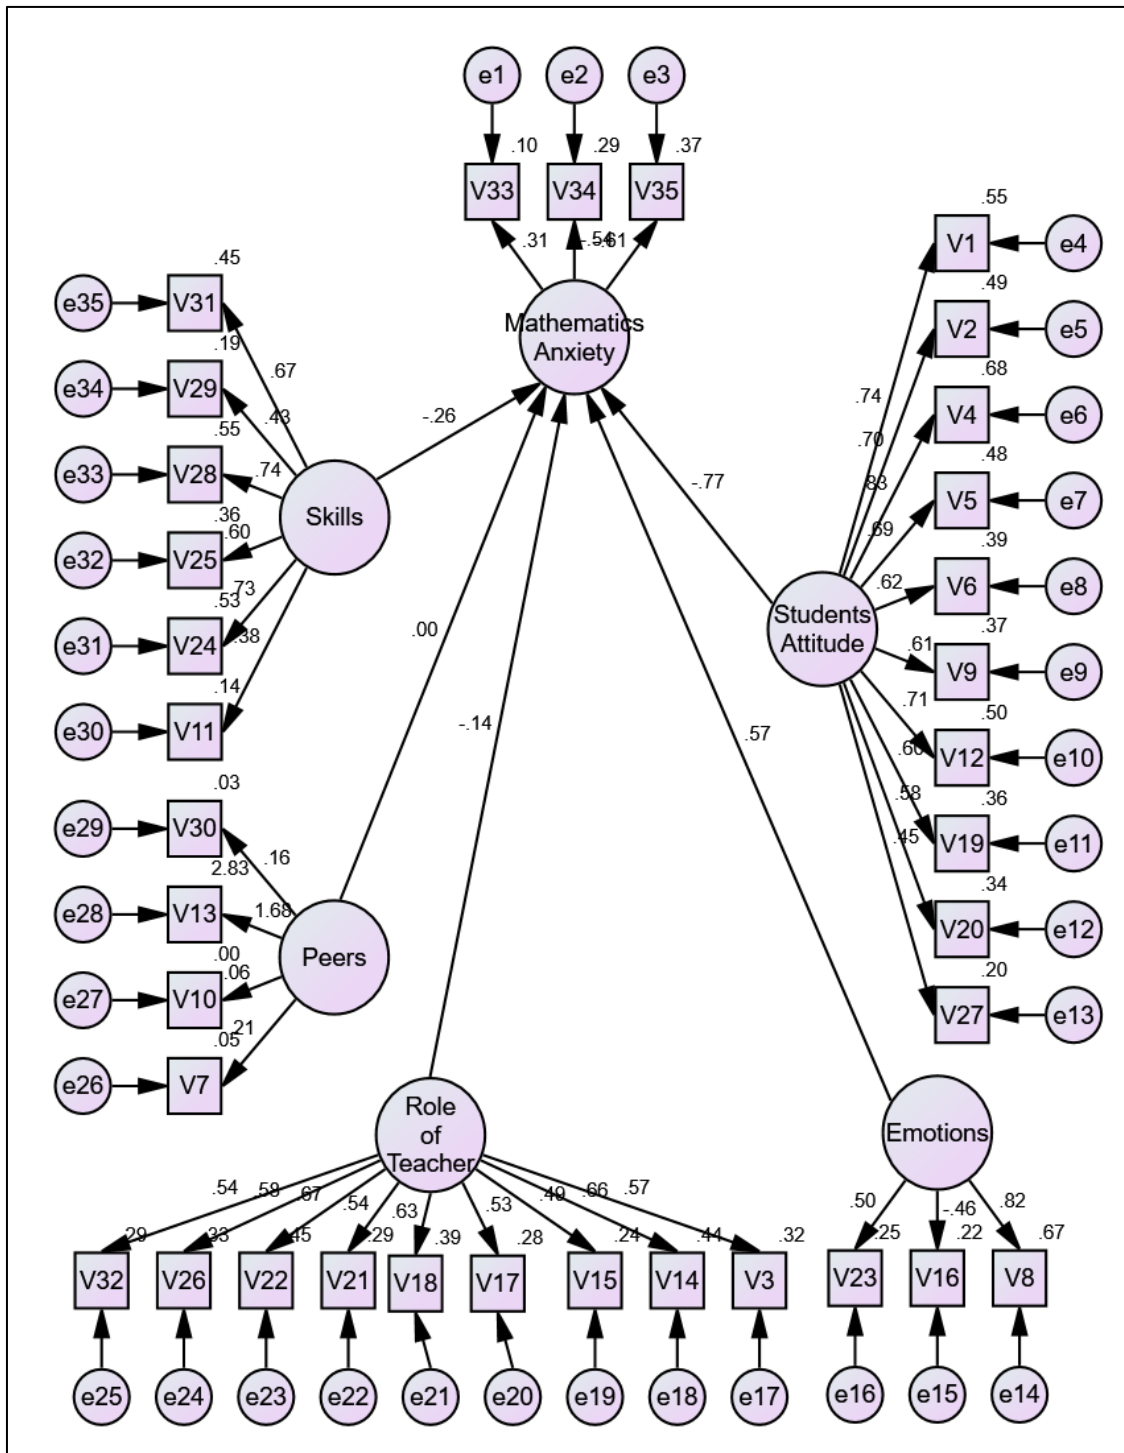 e1
e2
e3
.10
.29
.37
V33
V34
V35
.31
-.54
-.61
Mathematics
Anxiety
.45
e35
V31
.19
.67
e34
V29
.43
.55
e33
V28
.74
.36
.60
e32
V25
.73
.53
e31
V24
.38
.14
e30
V11
Skills
-.26
.03
e29
V30
.16
2.83
e28
V13
1.68
.00
.06
e27
V10
.21
.05
e26
V7
Peers
.00
-.14
.57
-.77
Students
Attitude
.55
V1
e4
.49
V2
e5
.68
V4
e6
.48
V5
e7
.39
V6
e8
.37
V9
e9
.50
V12
e10
.36
V19
e11
.34
V20
e12
.20
V27
e13
.74
.70
.83
.69
.62
.61
.71
.60
.58
.45
Role
of
Teacher
.54
.58
.67
.54
.63
.53
.49
.66
.57
.29
.33
.45
.29
.39
.28
.24
.44
.32
V32
V26
V22
V21
V18
V17
V15
V14
V3
e25
e24
e23
e22
e21
e20
e19
e18
e17
Emotions
.50
-.46
.82
.25
.22
.67
V23
V16
V8
e16
e15
e14